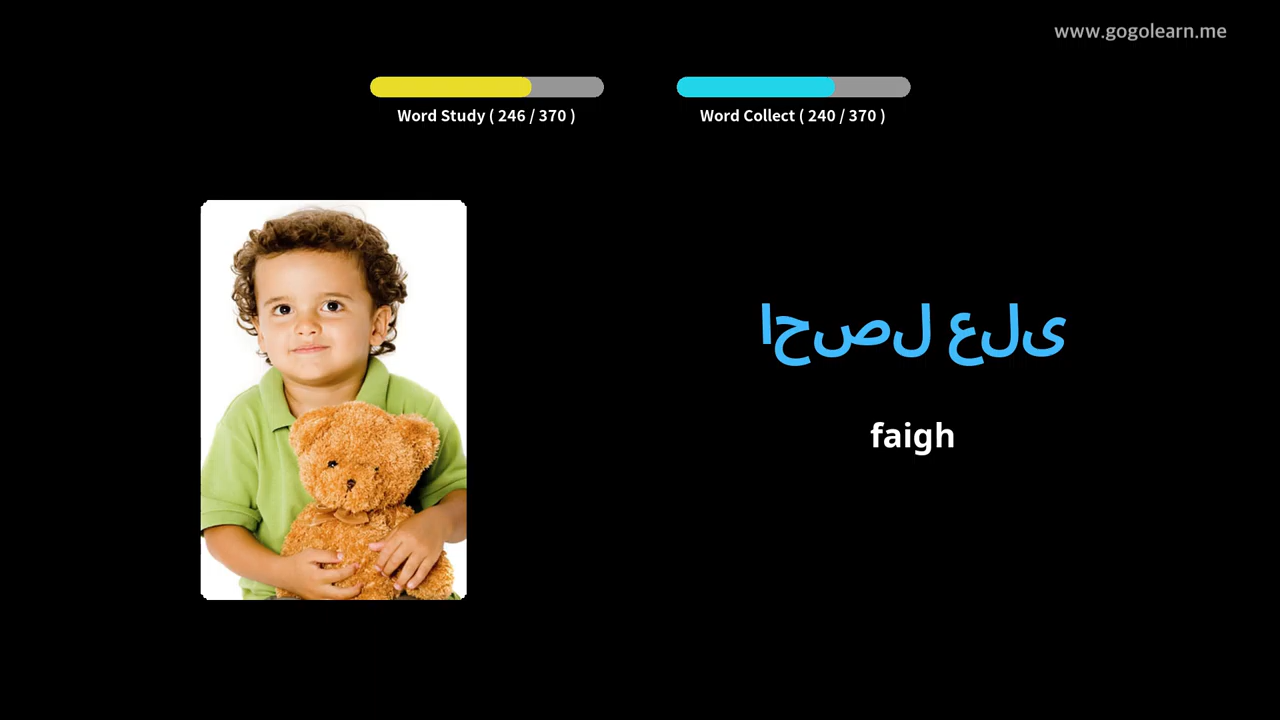 www.gogolearn.me
Word Study ( 246 / 370 )
Word Collect ( 240 / 370 )
احصل على
faigh